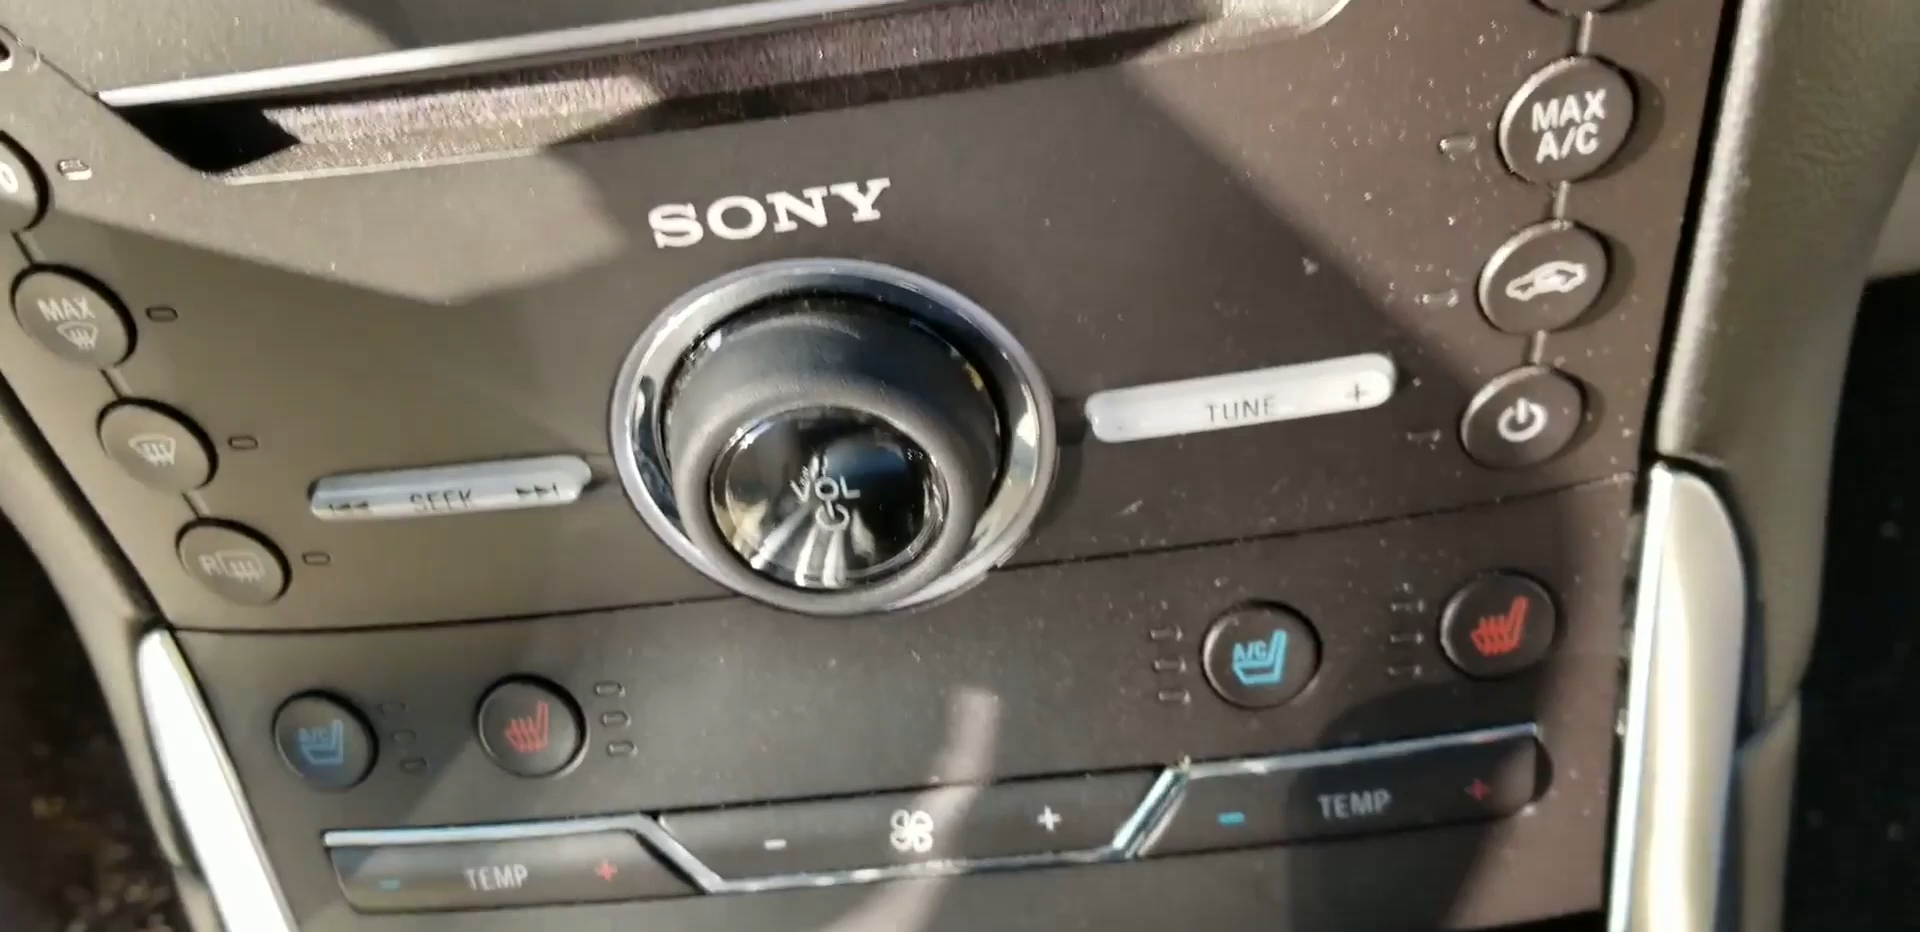 SONY
MAX
A/C
MAX
TUNE +
SEEK
VOL
R
A/C
A/C
- TEMP +
- +
- TEMP +